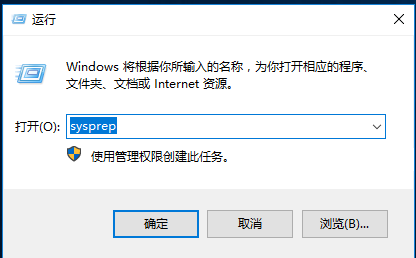 运行
Windows 将根据你所输入的名称，为你打开相应的程序、
文件夹、文档或 Internet 资源。
打开(O): sysprep
使用管理权限创建此任务。
确定 取消 浏览(B)...